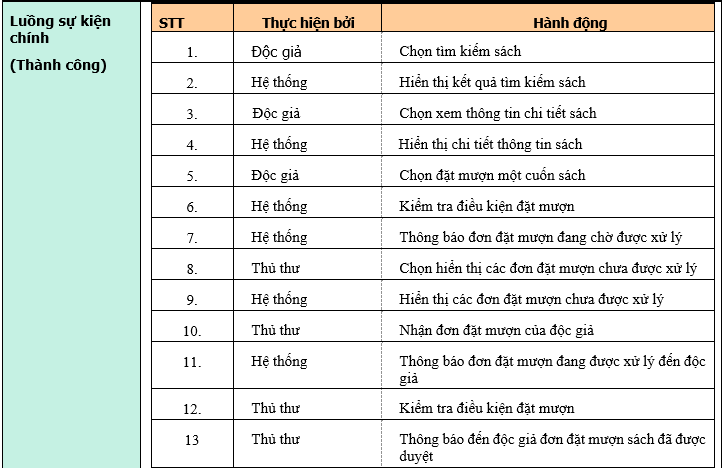 Luồng sự kiện
chính
(Thành công)
STT Thực hiện bởi Hành động
1. Độc giả Chọn tìm kiếm sách
2. Hệ thống Hiển thị kết quả tìm kiếm sách
3. Độc giả Chọn xem thông tin chi tiết sách
4. Hệ thống Hiển thị chi tiết thông tin sách
5. Độc giả Chọn đặt mượn một cuốn sách
6. Hệ thống Kiểm tra điều kiện đặt mượn
7. Hệ thống Thông báo đơn đặt mượn đang chờ được xử lý
8. Thủ thư Chọn hiển thị các đơn đặt mượn chưa được xử lý
9. Hệ thống Hiển thị các đơn đặt mượn chưa được xử lý
10. Thủ thư Nhận đơn đặt mượn của độc giả
11. Hệ thống Thông báo đơn đặt mượn đang được xử lý đến độc
giả
12. Thủ thư Kiểm tra điều kiện đặt mượn
13 Thủ thư Thông báo đến độc giả đơn đặt mượn sách đã được
duyệt